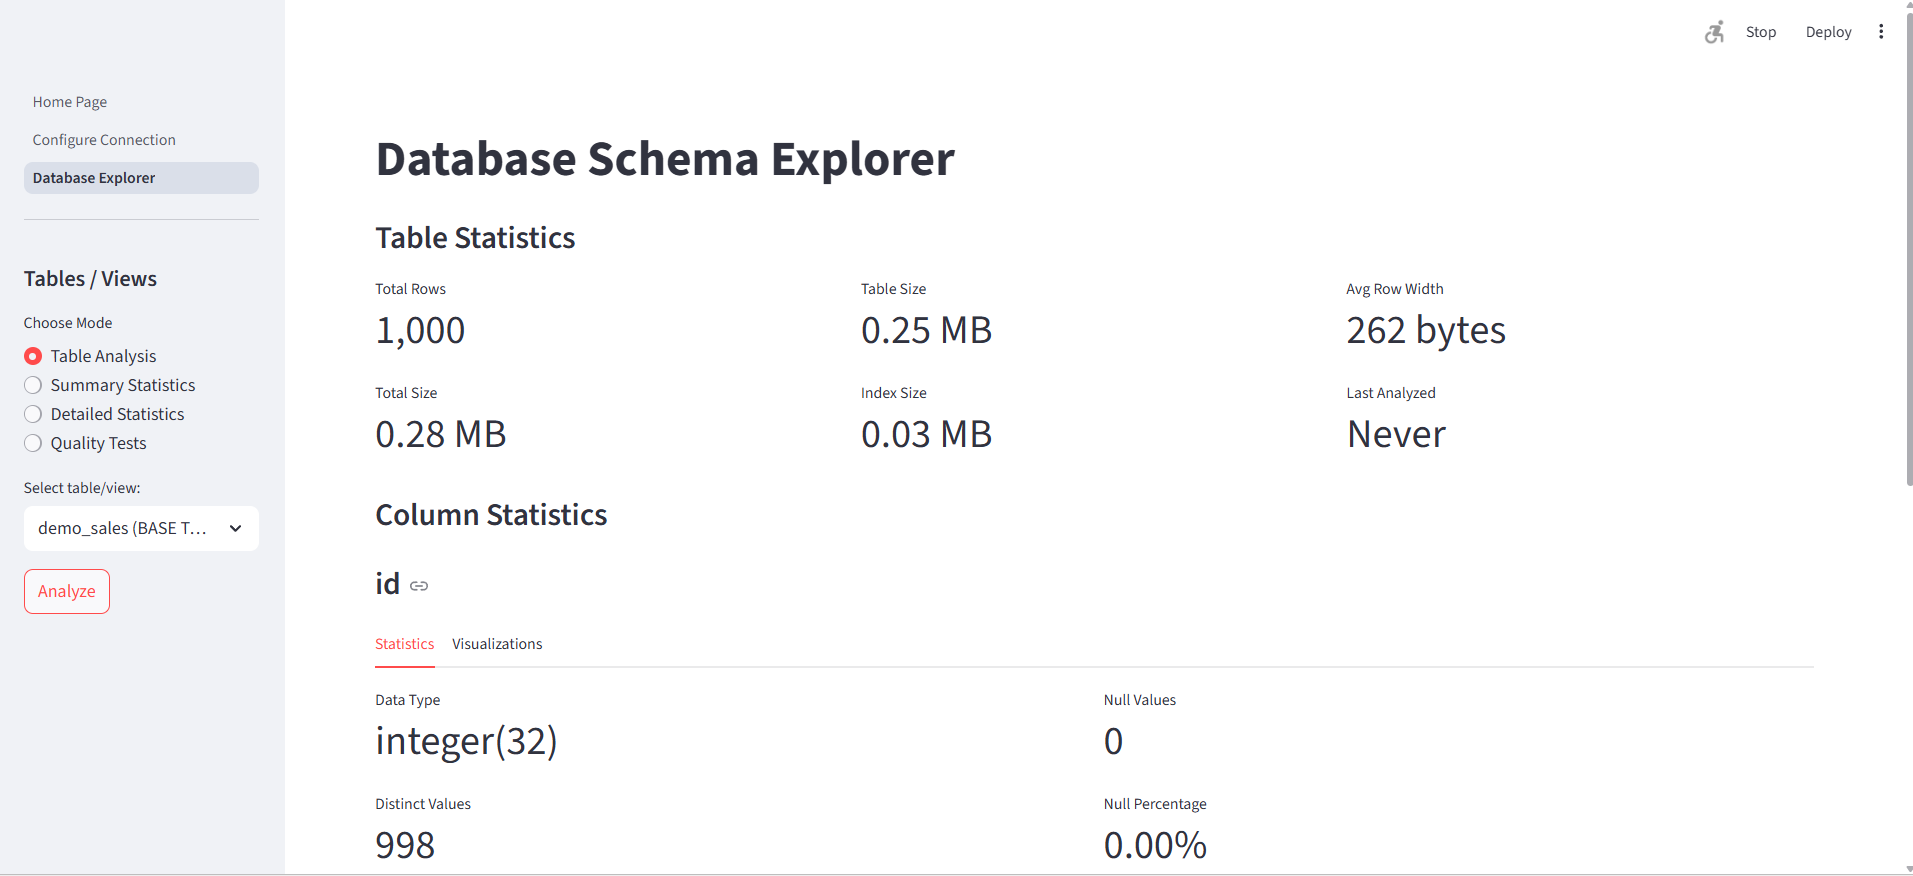 Stop
Deploy
Home Page
Configure Connection
Database Explorer
Tables / Views
Choose Mode
Table Analysis
Summary Statistics
Detailed Statistics
Quality Tests
Select table/view:
demo_sales (BASE T...
Analyze
Database Schema Explorer
Table Statistics
Total Rows
Table Size
Avg Row Width
1,000
0.25 MB
262 bytes
Total Size
Index Size
Last Analyzed
0.28 MB
0.03 MB
Never
Column Statistics
id
Statistics
Visualizations
Data Type
Null Values
integer(32)
0
Distinct Values
Null Percentage
998
0.00%